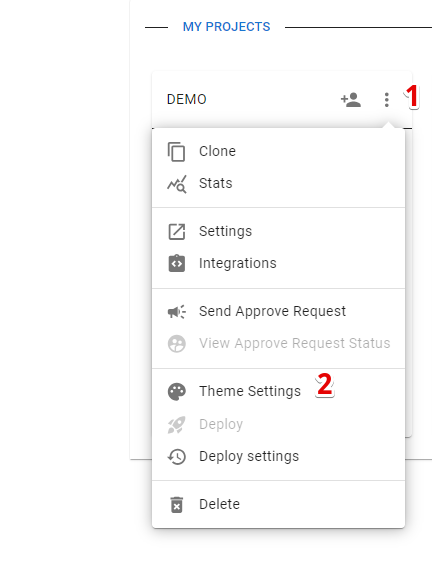 MY PROJECTS
DEMO
1
Clone
Stats
Settings
Integrations
Send Approve Request
View Approve Request Status
Theme Settings 2
Deploy
Deploy settings
Delete